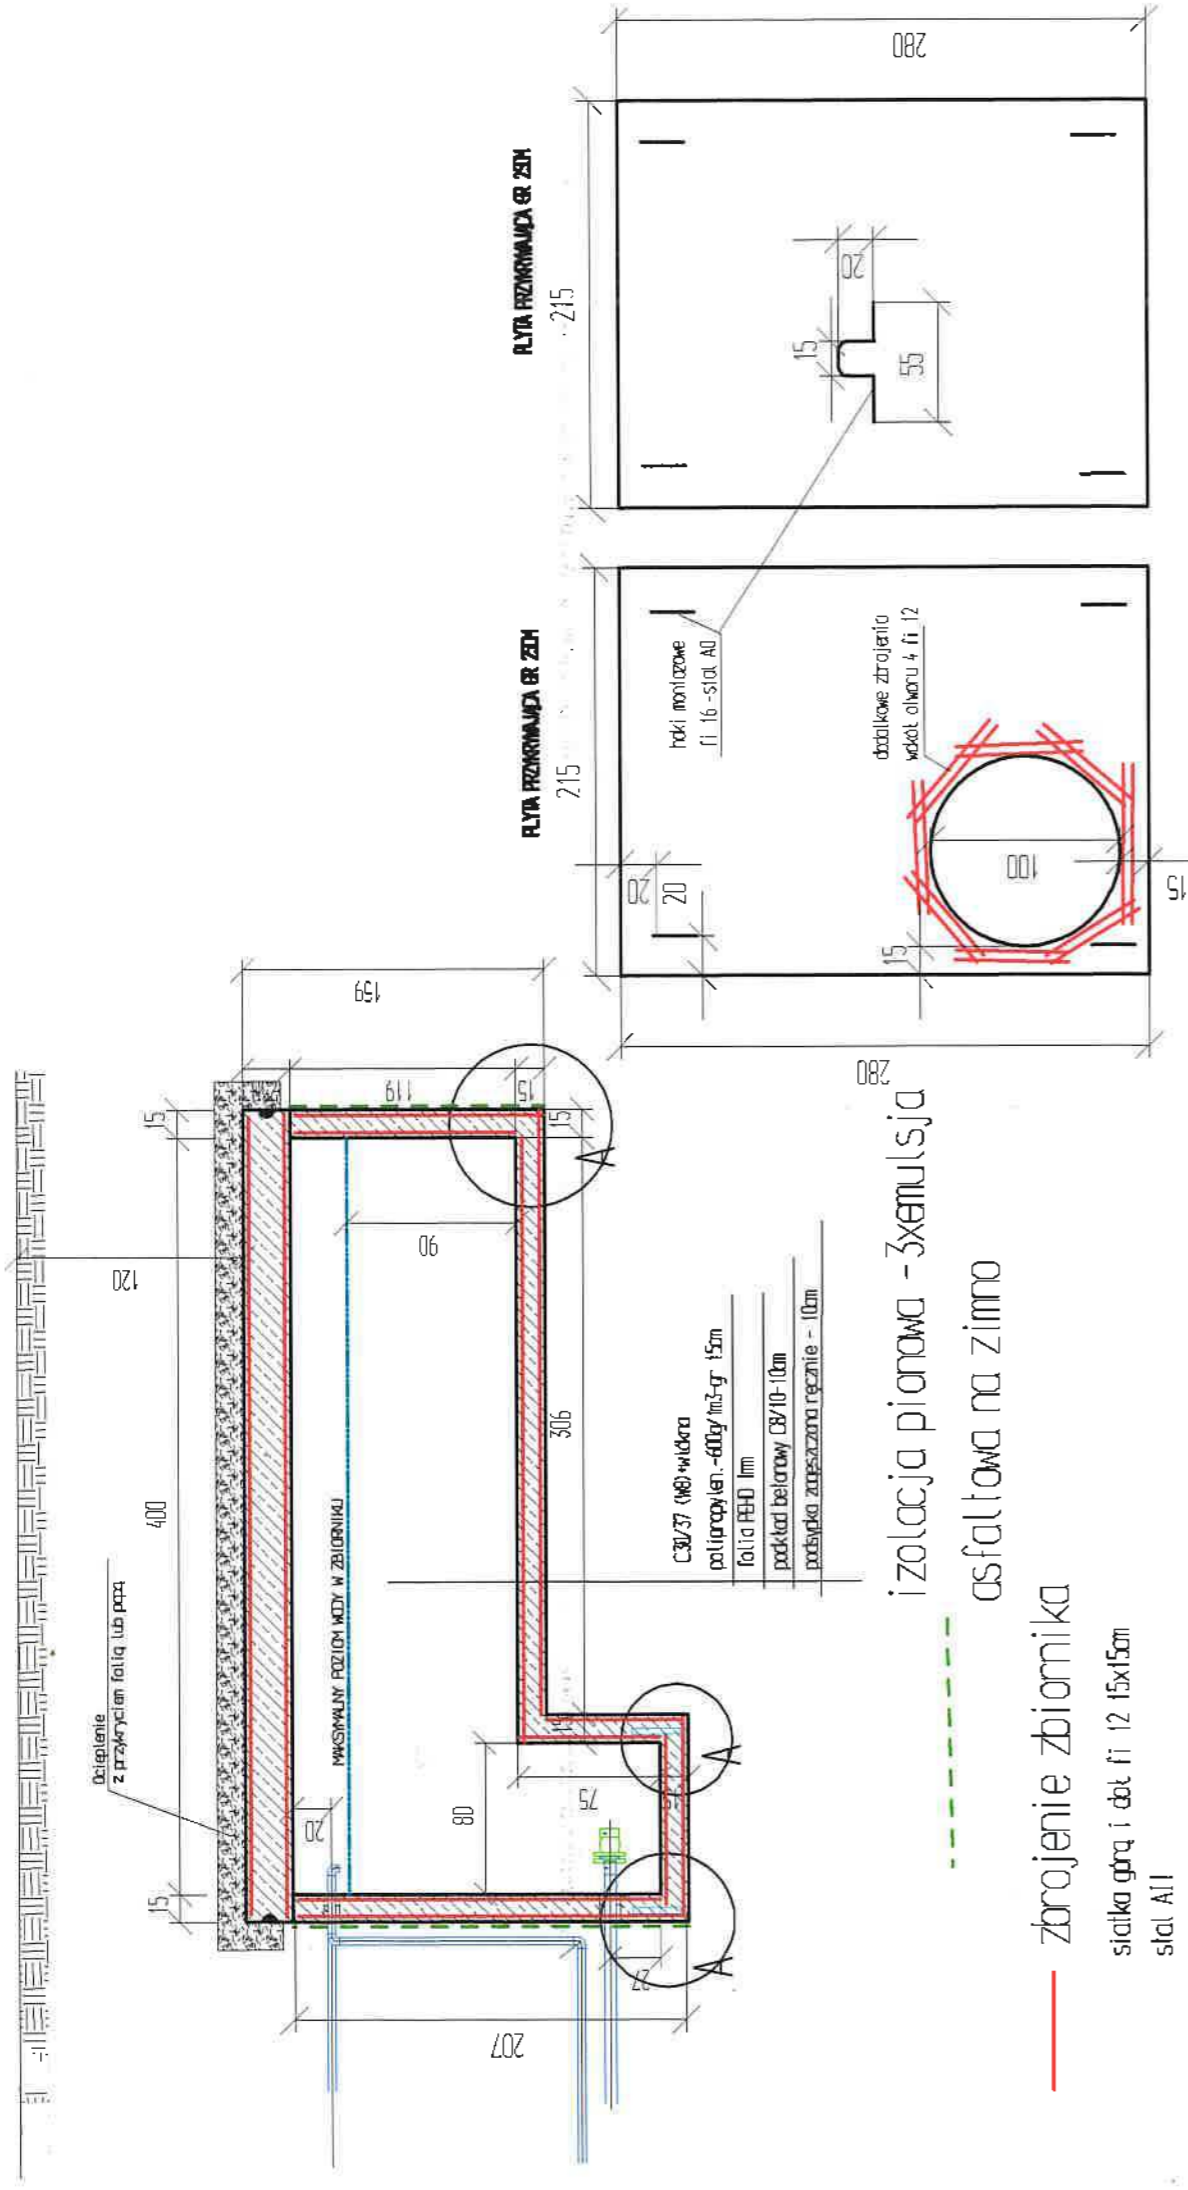 Ocieplenie
z przykryciem folią lub papą
120
15
400
15
159
119
15
15
MAKSYMALNY POZIOM WODY W ZBIORNIKU
20
90
306
80
75
27
207
A
A
A
C30/37 (W8)+włókna
polipropylen.-600g/1m3-gr 15cm
folia PEHD 1mm
podkład betonowy C8/10-10cm
podsypka zagęszczona ręcznie - 10cm
izolacja pionowa -3xemulsja
asfaltowa na zimno
zbrojenie zbiornika
siatka górą i dołem fi 12 15x15cm
stal AII
PŁYTA PRZYKRYWAJĄCA GR 25CM
215
280
20
20
haki montażowe
fi 16 -stal A0
dodatkowe zbrojenie
wokół otworu 4 fi 12
100
15
15
PŁYTA PRZYKRYWAJĄCA GR 25CM
215
280
15
20
55